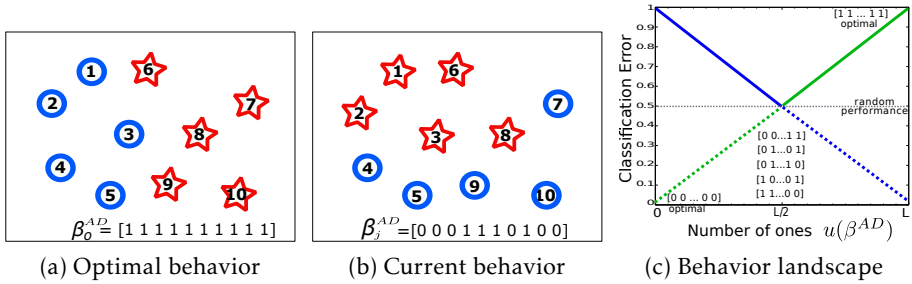 1
6
2
7
3
8
4
9
5
10
β_o^{AD} = [1 1 1 1 1 1 1 1 1 1]
(a) Optimal behavior
1
6
2
7
3
8
4
9
5
10
β_j^{AD} =[0 0 0 1 1 1 0 1 0 0]
(b) Current behavior
Classification Error
1
0.9
0.8
0.7
0.6
0.5
0.4
0.3
0.2
0.1
0
[1 1 ... 1 1]
optimal
random
performance
[0 0...1 1]
[0 1...0 1]
[0 1...1 0]
[1 0...0 1]
[1 1...0 0]
[0 0 ... 0 0]
optimal
0
L/2
L
Number of ones u(β^{AD})
(c) Behavior landscape